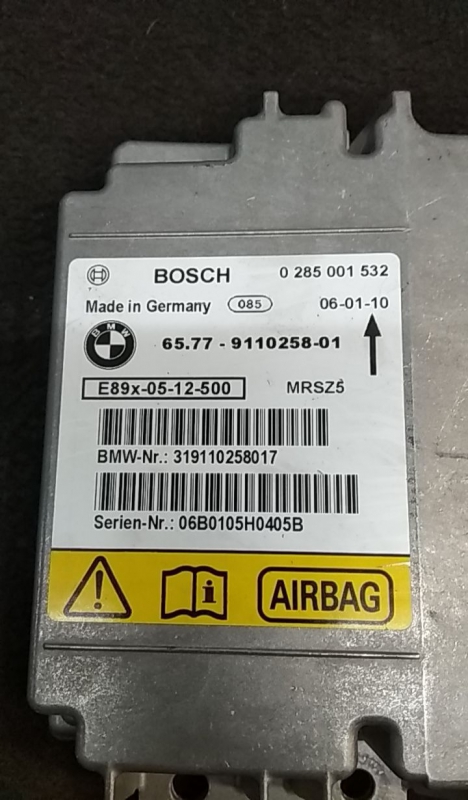 BOSCH 0 285 001 532
Made in Germany 085 06-01-10
BMW 65.77 - 9110258-01
E89x-05-12-500 MRSZ5
BMW-Nr.: 319110258017
Serien-Nr.: 06B0105H0405B
! i AIRBAG